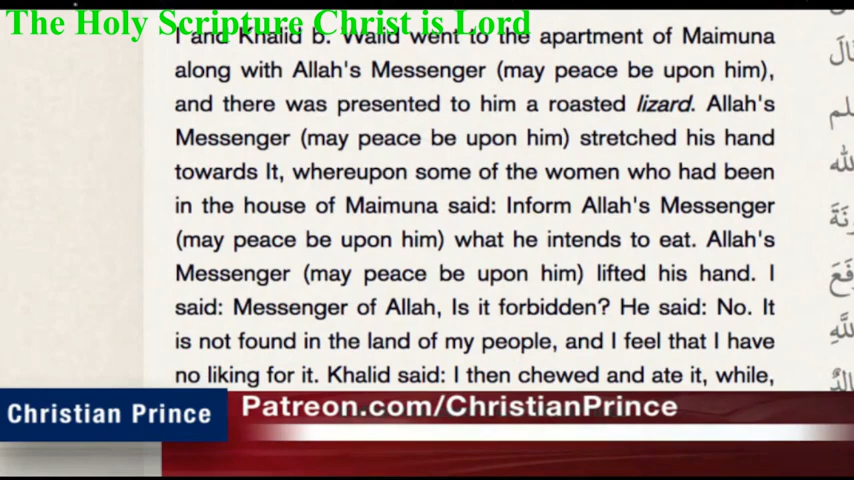 The Holy Scripture Christ is Lord
I and Khalid b. Walid went to the apartment of Maimuna
along with Allah's Messenger (may peace be upon him),
and there was presented to him a roasted lizard. Allah's
Messenger (may peace be upon him) stretched his hand
towards It, whereupon some of the women who had been
in the house of Maimuna said: Inform Allah's Messenger
(may peace be upon him) what he intends to eat. Allah's
Messenger (may peace be upon him) lifted his hand. I
said: Messenger of Allah, Is it forbidden? He said: No. It
is not found in the land of my people, and I feel that I have
no liking for it. Khalid said: I then chewed and ate it, while,
Christian Prince
Patreon.com/ChristianPrince